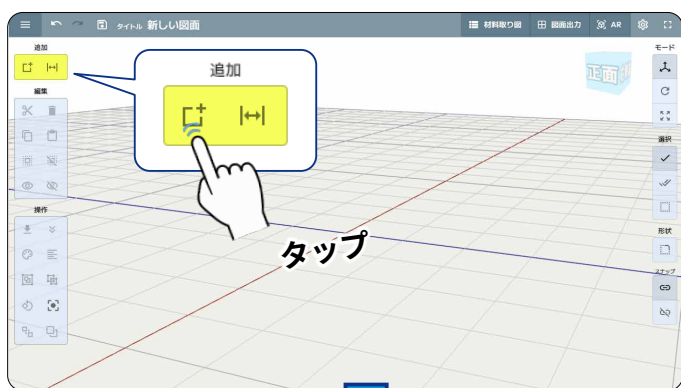 タイトル 新しい図面
材料取り図
図面出力
AR
追加
編集
操作
追加
タップ
正面
モード
選択
形状
スナップ